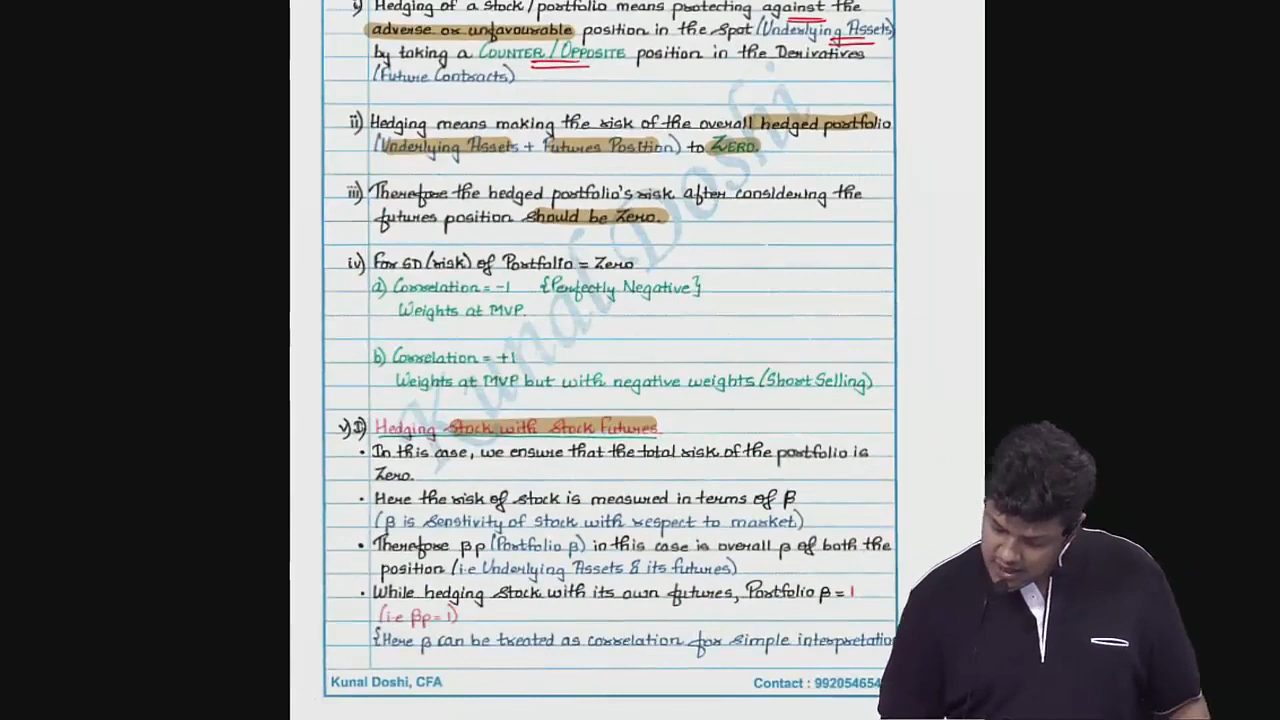 i) Hedging of a stock/portfolio means protecting against the
adverse or unfavourable position in the spot (Underlying Assets)
by taking a COUNTER/OPPOSITE position in the Derivatives
(Future Contracts)
ii) Hedging means making the risk of the overall hedged portfolio
(Underlying Assets + Futures Position) to ZERO.
iii) Therefore the hedged portfolio's risk after considering the
futures position should be Zero.
iv) For SD (risk) of Portfolio = Zero
a) Correlation = -1 {Perfectly Negative}
Weights at MVP.
b) Correlation = +1
Weights at MVP but with negative weights (Short Selling)
v) I) Hedging Stock with Stock Futures.
• In this case, we ensure that the total risk of the portfolio is
Zero.
• Here the risk of stock is measured in terms of β
(β is senstivity of stock with respect to market)
• Therefore βp (Portfolio β) in this case is overall β of both the
position (i.e Underlying Assets & its futures)
• While hedging stock with its own futures, Portfolio β = 1
(i.e βp = 1)
{Here β can be treated as correlation for simple interpretation
Kunal Doshi, CFA
Contact : 992054654
Kunal Doshi